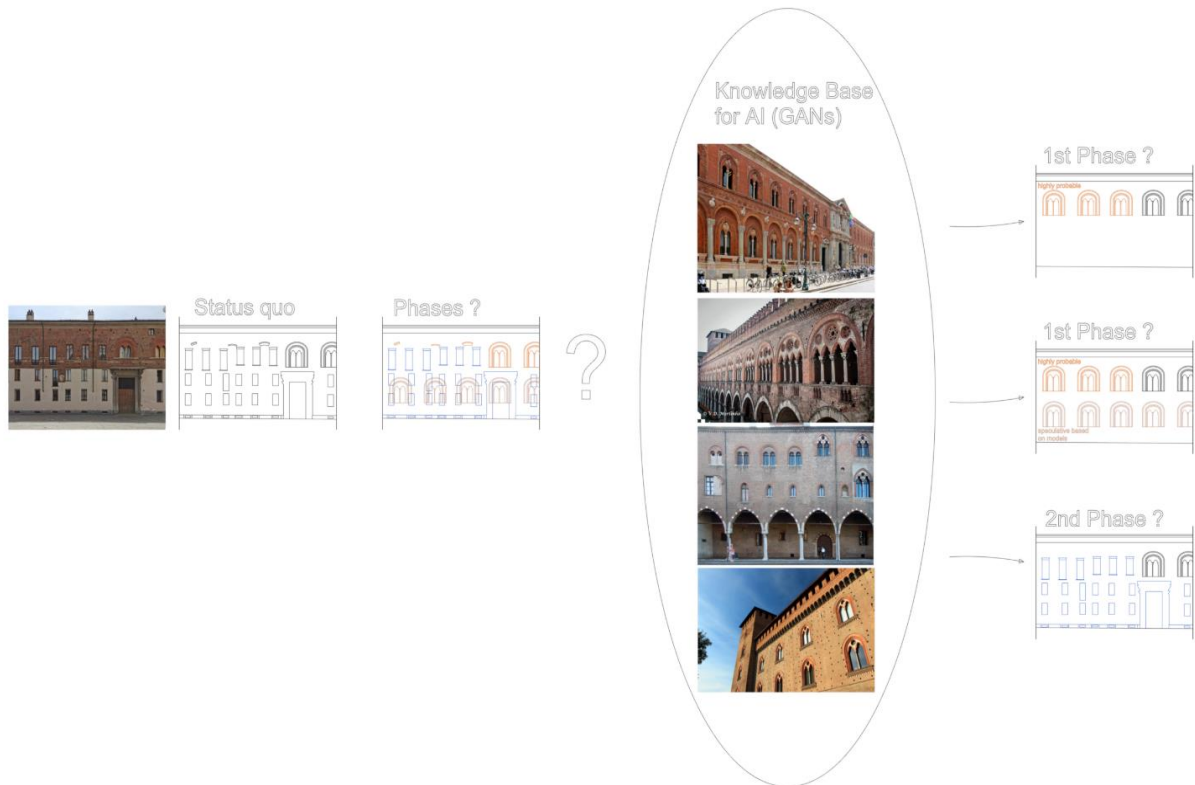 Status quo
Phases ?
?
Knowledge Base
for AI (GANs)
1st Phase ?
highly probable
1st Phase ?
highly probable
speculative based
on models
2nd Phase ?